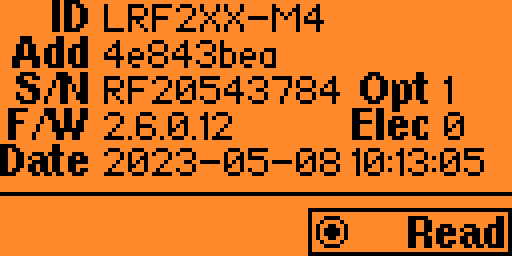 ID LRF2XX-M4
Add 4e843bea
S/N RF20543784 Opt 1
F/W 2.6.0.12 Elec 0
Date 2023-05-08 10:13:05
Read